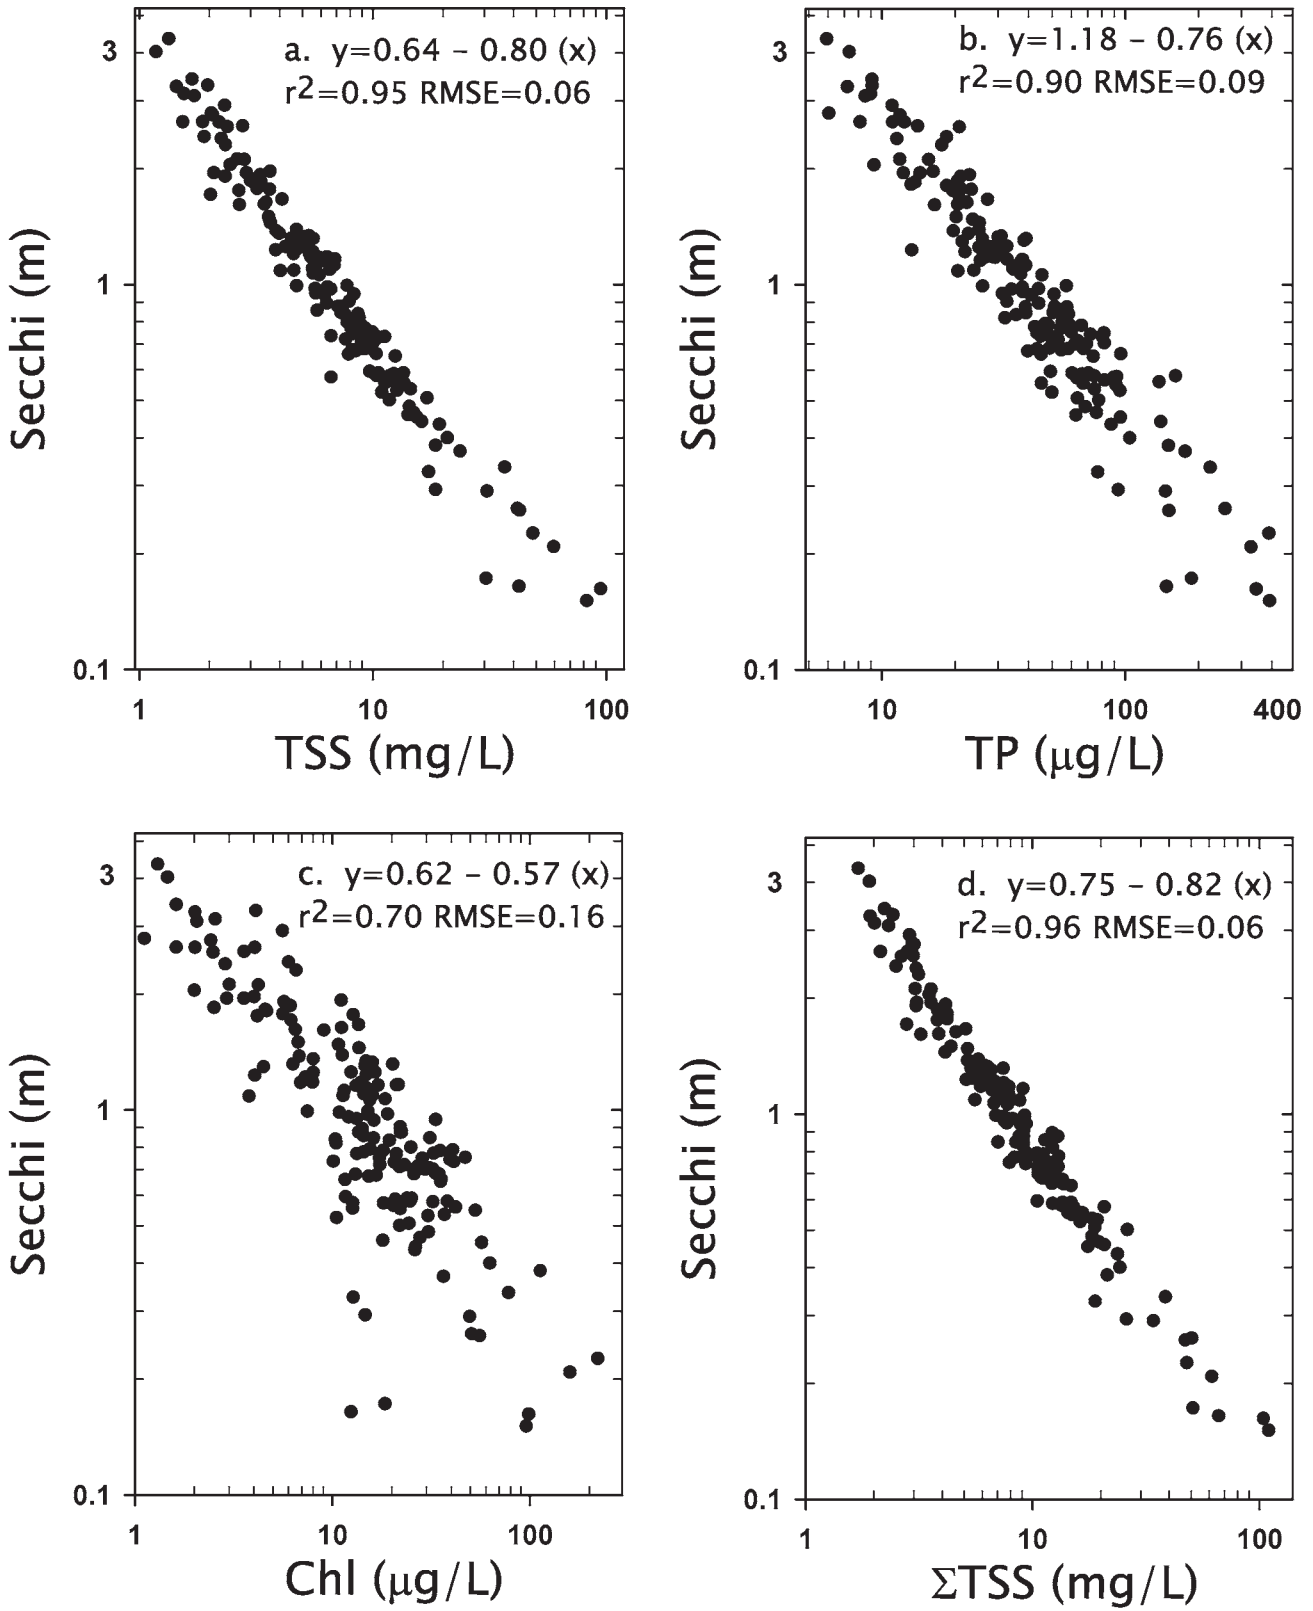 a. y=0.64 – 0.80 (x)
r2=0.95 RMSE=0.06
3
1
0.1
Secchi (m)
1 10 100
TSS (mg/L)
b. y=1.18 – 0.76 (x)
r2=0.90 RMSE=0.09
3
1
0.1
Secchi (m)
10 100 400
TP (μg/L)
c. y=0.62 – 0.57 (x)
r2=0.70 RMSE=0.16
3
1
0.1
Secchi (m)
1 10 100
Chl (μg/L)
d. y=0.75 – 0.82 (x)
r2=0.96 RMSE=0.06
3
1
0.1
Secchi (m)
1 10 100
ΣTSS (mg/L)